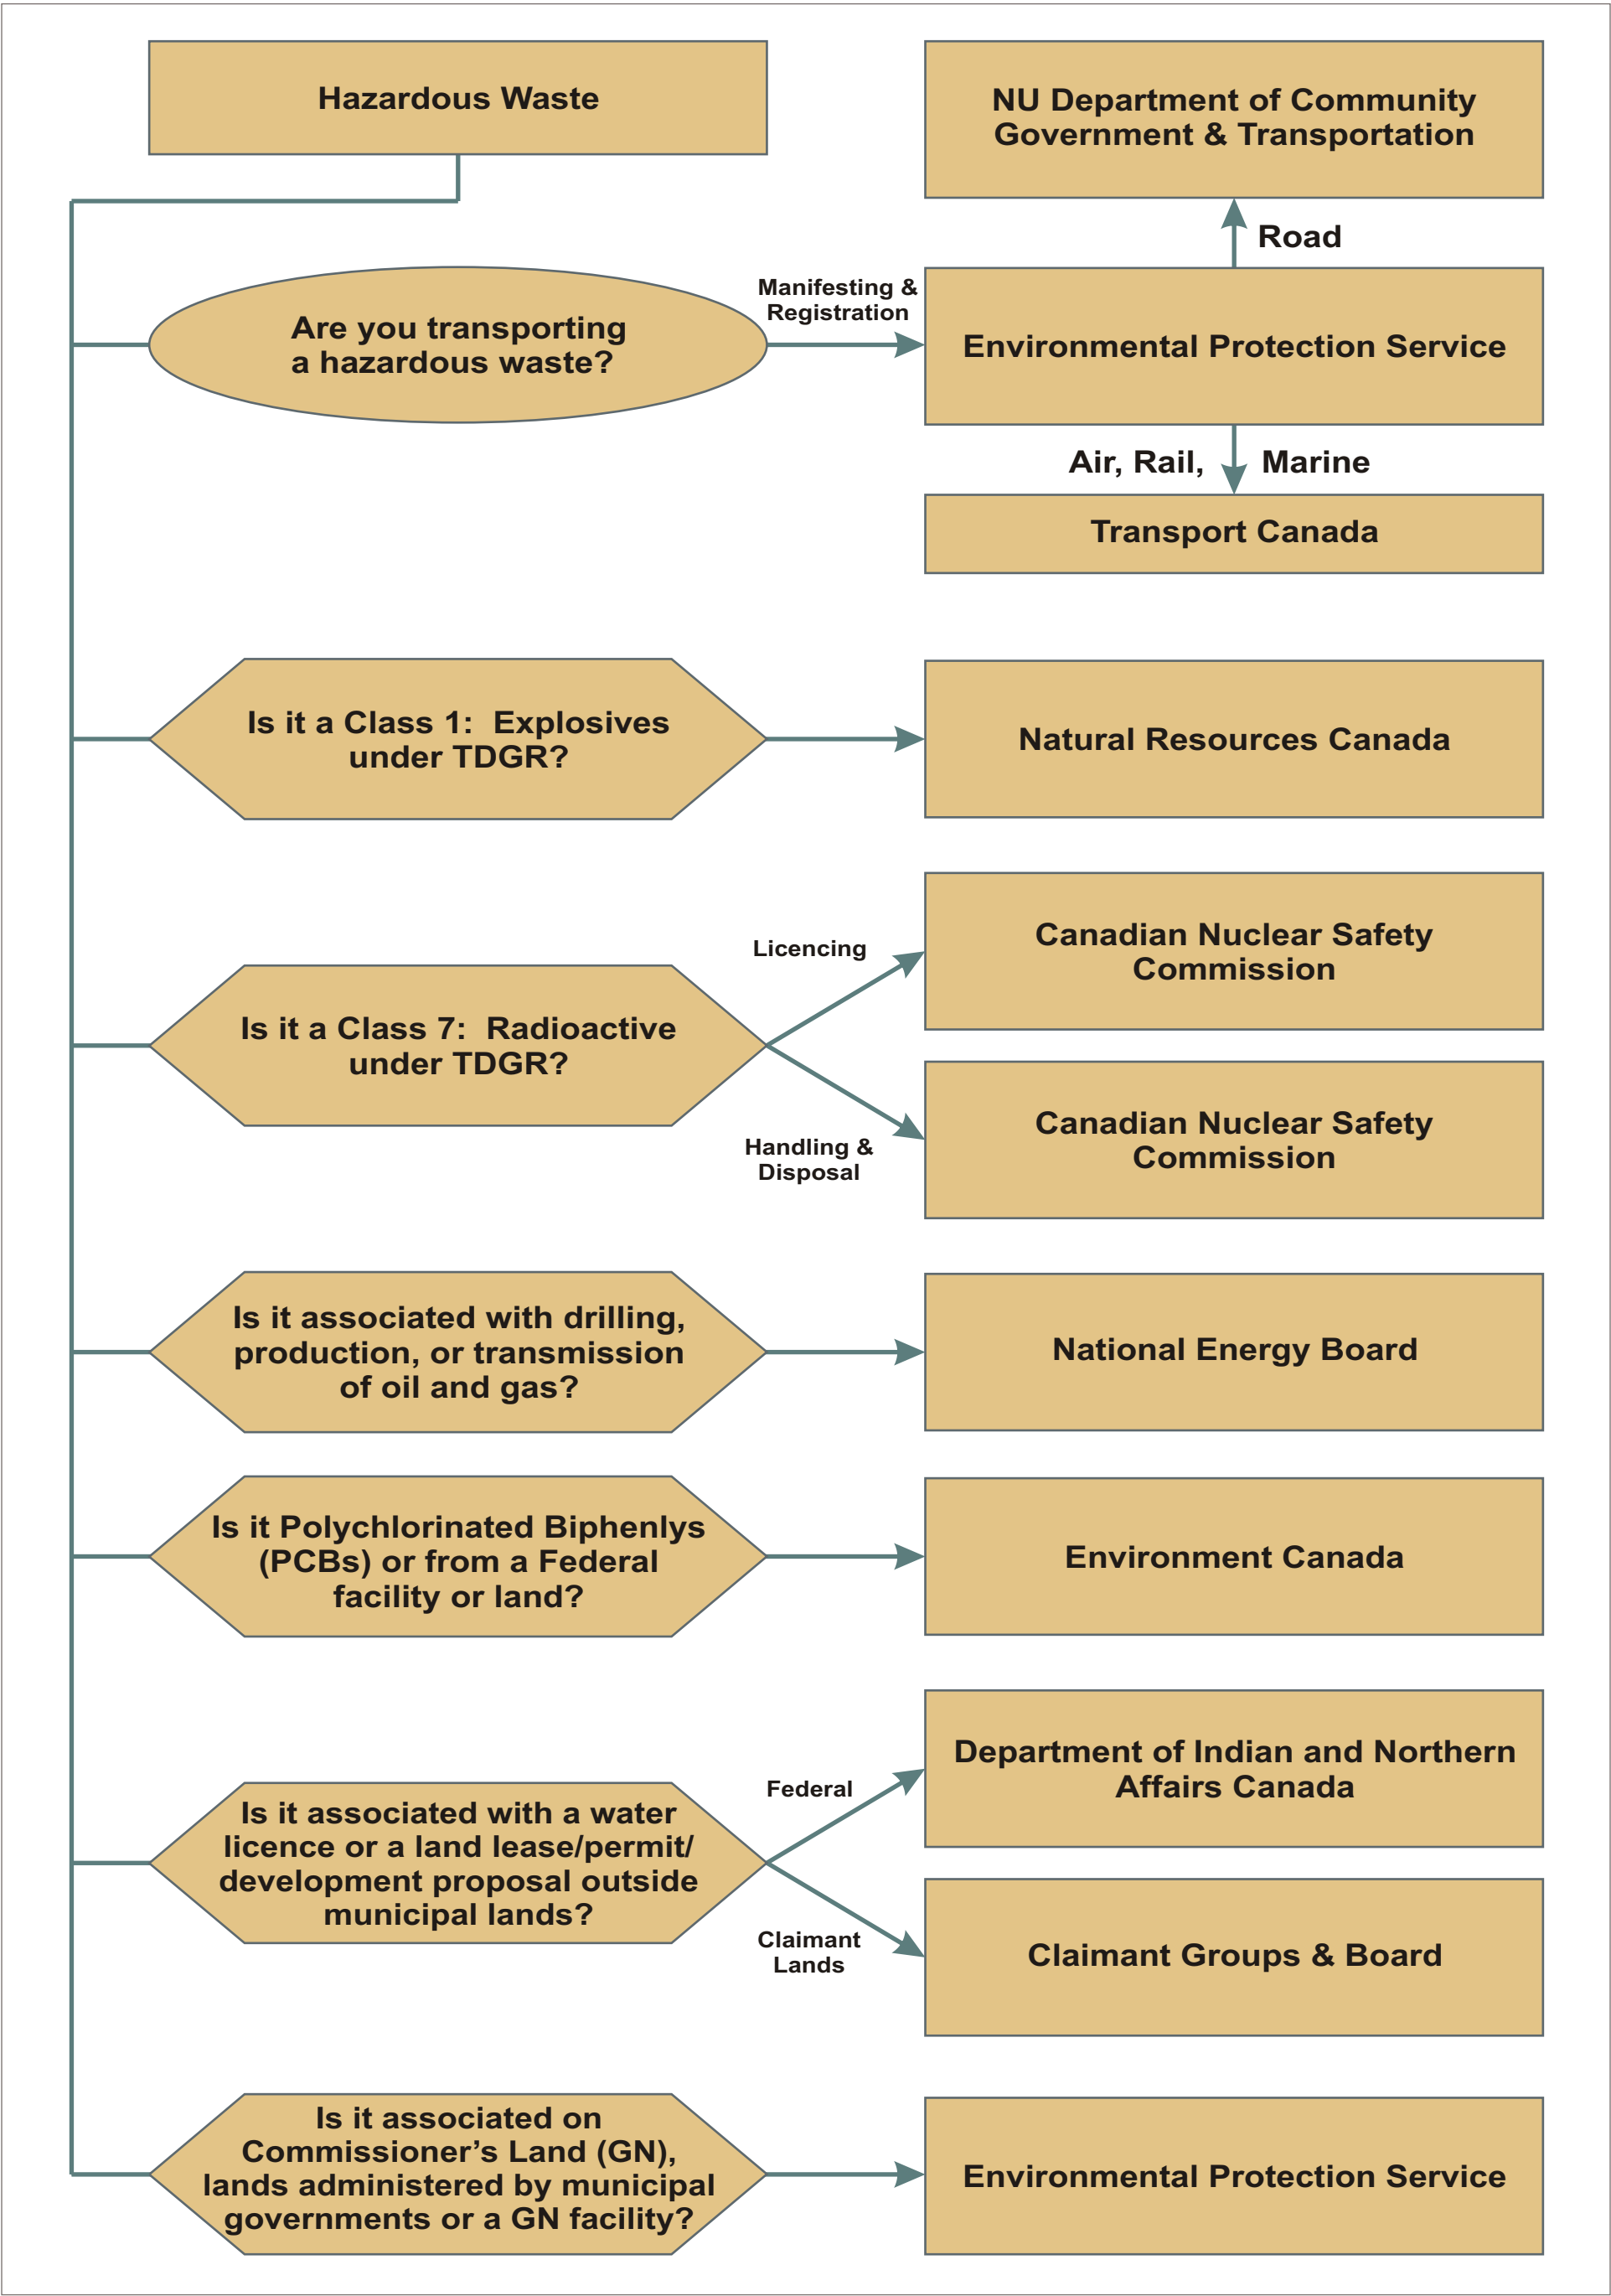 Hazardous Waste
NU Department of Community
Government & Transportation
Road
Are you transporting
a hazardous waste?
Manifesting &
Registration
Environmental Protection Service
Air, Rail, Marine
Transport Canada
Is it a Class 1:  Explosives
under TDGR?
Natural Resources Canada
Is it a Class 7:  Radioactive
under TDGR?
Licencing
Canadian Nuclear Safety
Commission
Handling &
Disposal
Canadian Nuclear Safety
Commission
Is it associated with drilling,
production, or transmission
of oil and gas?
National Energy Board
Is it Polychlorinated Biphenlys
(PCBs) or from a Federal
facility or land?
Environment Canada
Is it associated with a water
licence or a land lease/permit/
development proposal outside
municipal lands?
Federal
Department of Indian and Northern
Affairs Canada
Claimant
Lands
Claimant Groups & Board
Is it associated on
Commissioner’s Land (GN),
lands administered by municipal
governments or a GN facility?
Environmental Protection Service